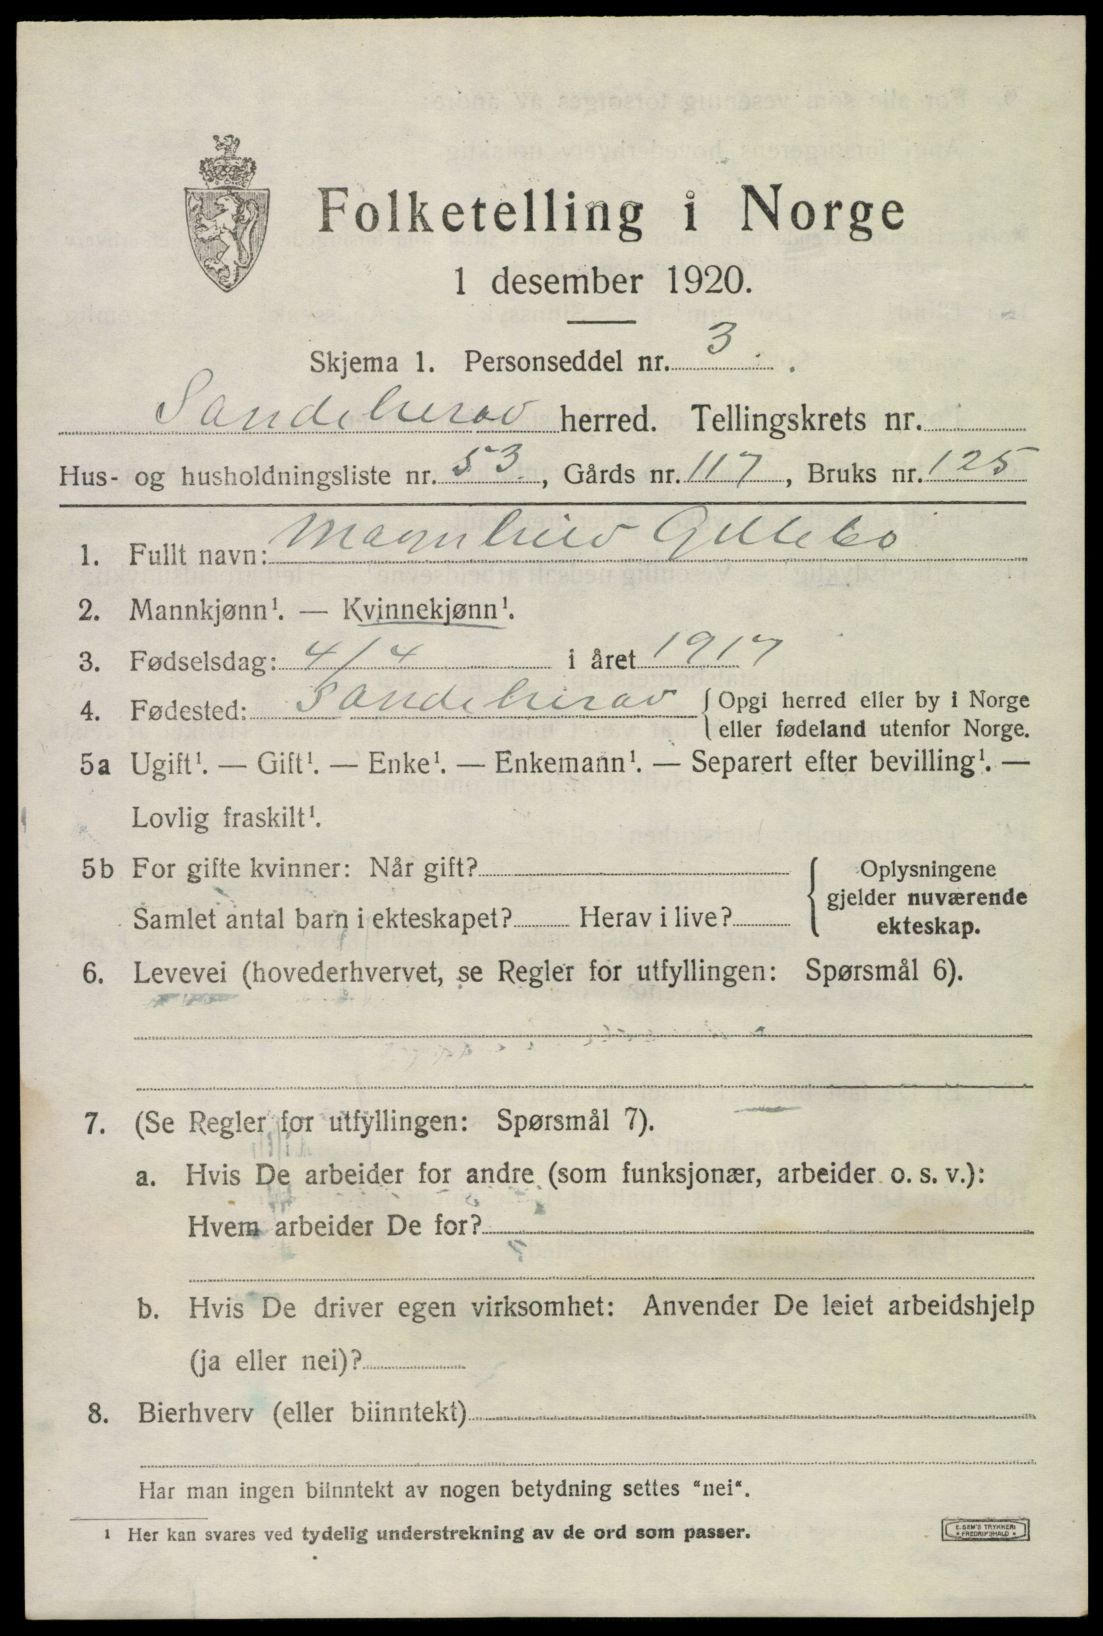 Folketelling i Norge
1 desember 1920.
Skjema 1. Personseddel nr. 3.
Sandeherad herred. Tellingskrets nr.
Hus- og husholdningsliste nr. 53, Gårds nr. 117, Bruks nr. 125
1. Fullt navn: Magnhild Gllebo
2. Mannkjønn¹. — Kvinnekjønn¹.
3. Fødselsdag: 4/4 i året 1917
4. Fødested: Sandeherad {Opgi herred eller by i Norge
eller fødeland utenfor Norge.
5a Ugift¹. — Gift¹. — Enke¹. — Enkemann¹. — Separert efter bevilling¹. —
Lovlig fraskilt¹.
5b For gifte kvinner: Når gift?
Samlet antal barn i ekteskapet? Herav i live?
{ Oplysningene
gjelder nuværende
ekteskap.
6. Levevei (hovederhvervet, se Regler for utfyllingen: Spørsmål 6).
7. (Se Regler for utfyllingen: Spørsmål 7).
a. Hvis De arbeider for andre (som funksjonær, arbeider o. s. v.):
Hvem arbeider De for?
b. Hvis De driver egen virksomhet: Anvender De leiet arbeidshjelp
(ja eller nei)?
8. Bierhverv (eller biinntekt)
Har man ingen biinntekt av nogen betydning settes "nei".
¹ Her kan svares ved tydelig understrekning av de ord som passer.
E. SEM'S TRYKKERI
* FREDRIKSHALD *